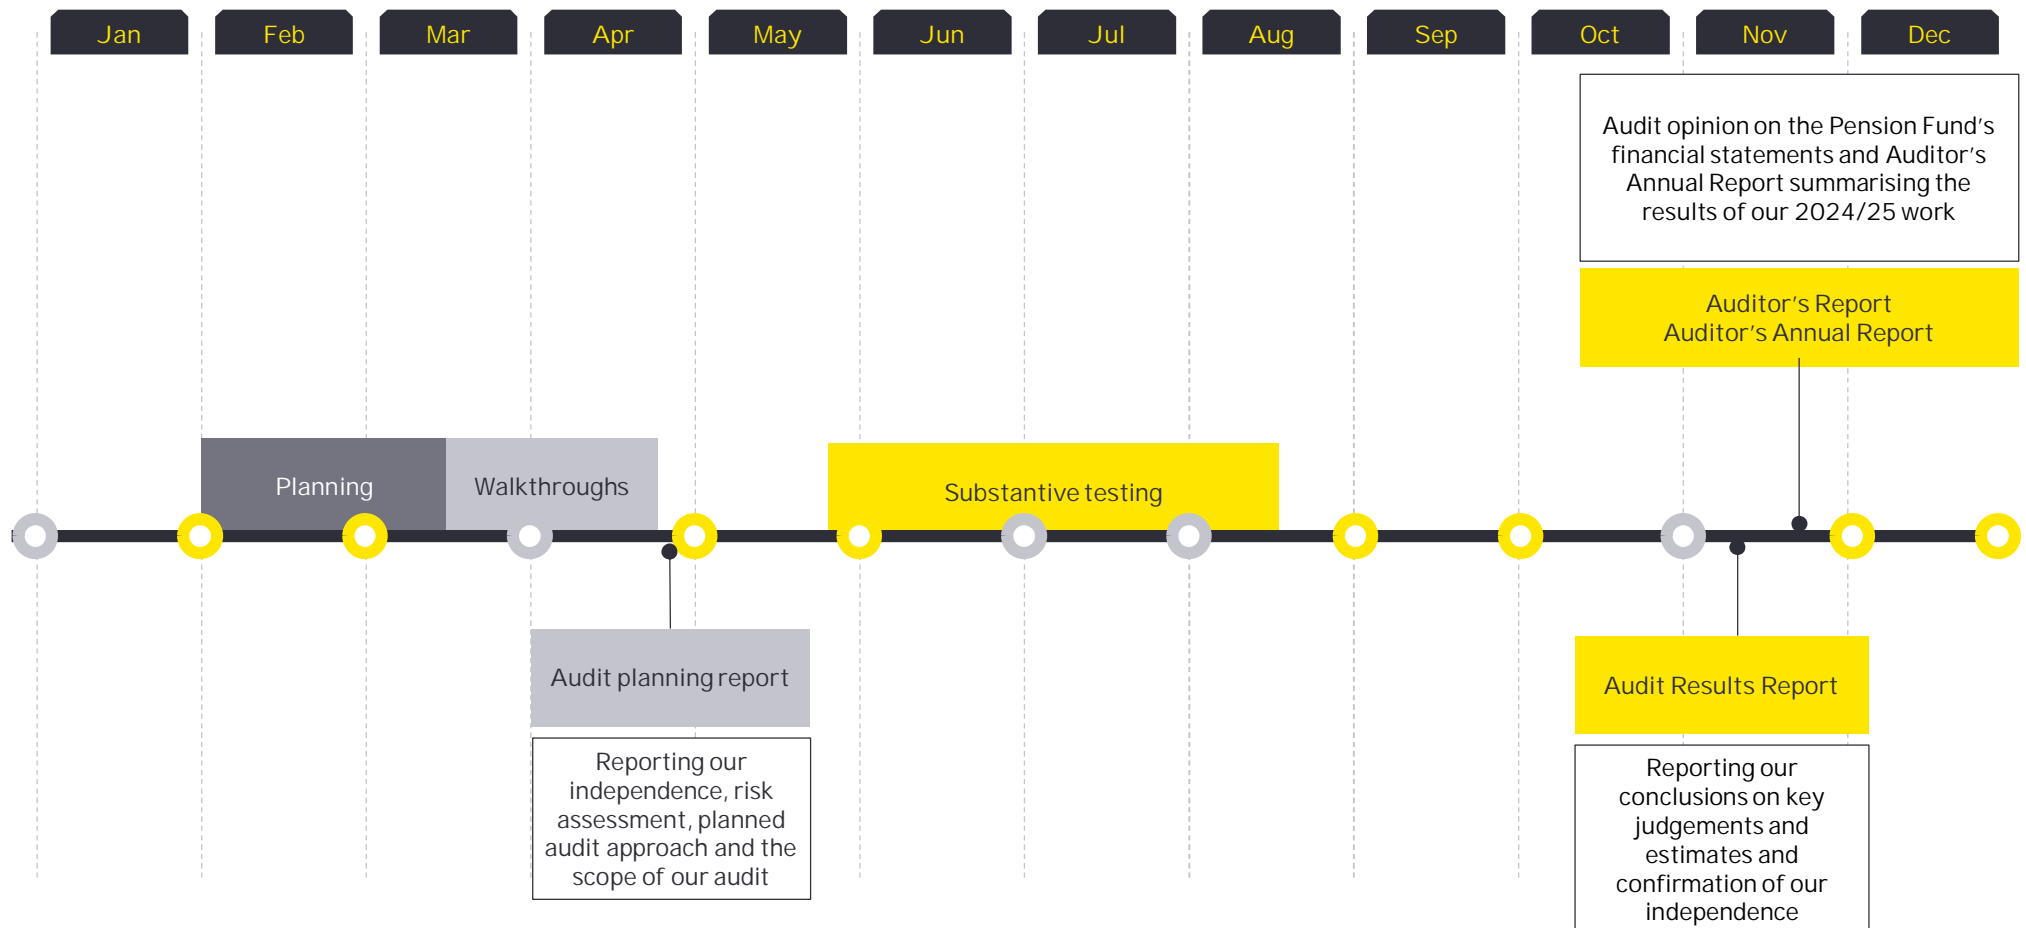 Jan
Feb
Mar
Apr
May
Jun
Jul
Aug
Sep
Oct
Nov
Dec
Audit opinion on the Pension Fund’s
financial statements and Auditor’s
Annual Report summarising the
results of our 2024/25 work
Auditor’s Report
Auditor’s Annual Report
Planning
Walkthroughs
Substantive testing
Audit planning report
Reporting our
independence, risk
assessment, planned
audit approach and the
scope of our audit
Audit Results Report
Reporting our
conclusions on key
judgements and
estimates and
confirmation of our
independence